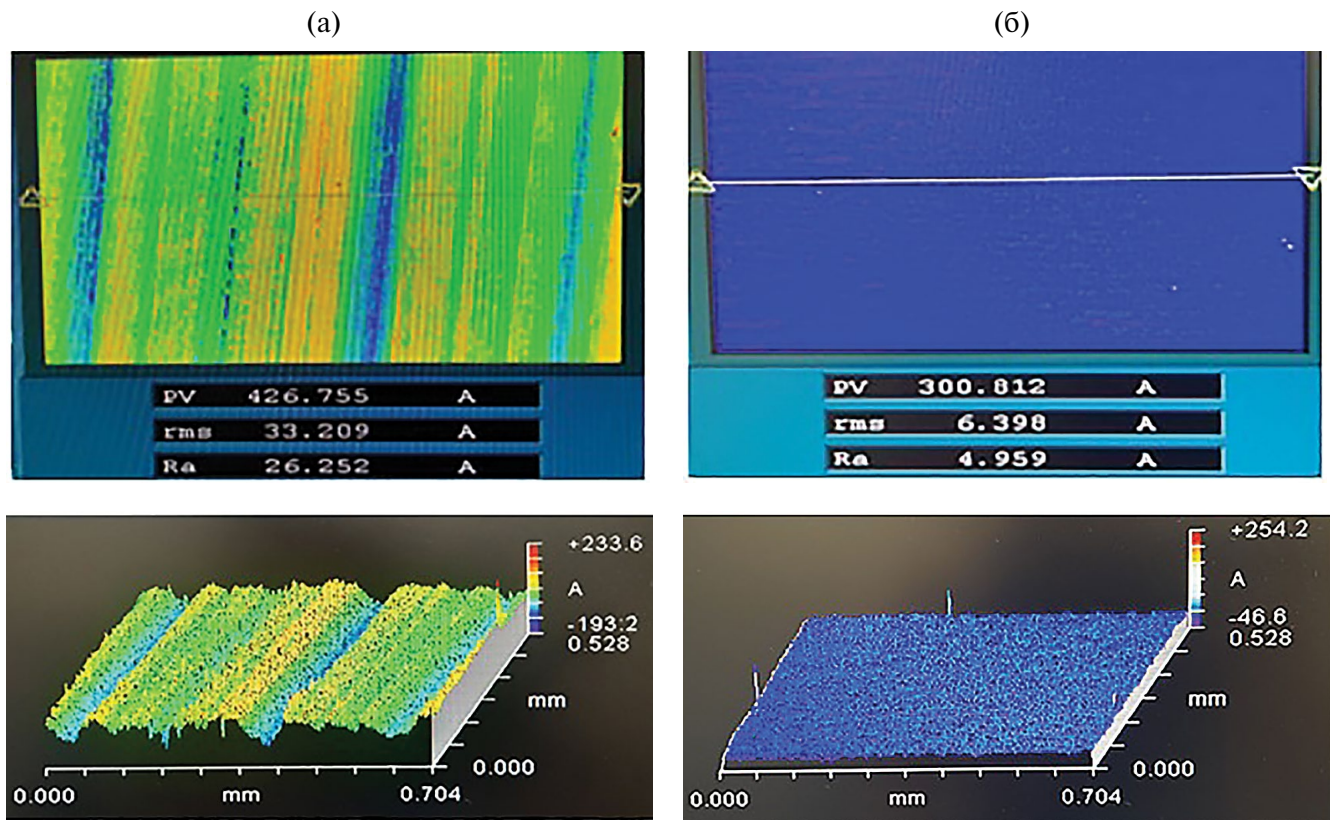 (а)
(б)
PV 426.755 A
rms 33.209 A
Ra 26.252 A
PV 300.812 A
rms 6.398 A
Ra 4.959 A
+233.6
A
-193.2
0.528
mm
0.000
0.000 mm 0.704
+254.2
A
-46.6
0.528
mm
0.000
0.000 mm 0.704